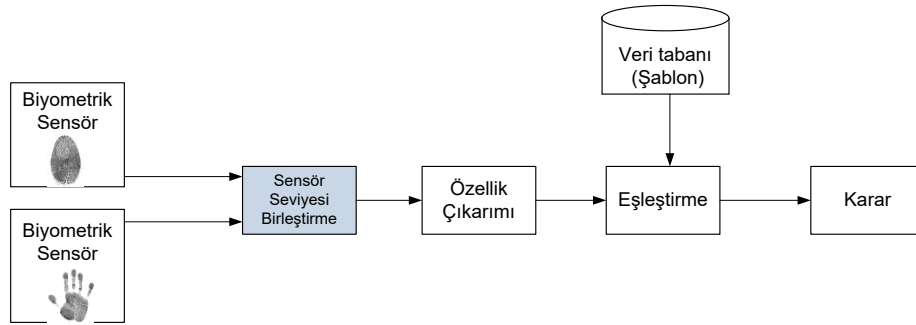 Veri tabanı
(Şablon)
Biyometrik
Sensör
Sensör
Seviyesi
Birleştirme
Özellik
Çıkarımı
Eşleştirme
Karar
Biyometrik
Sensör